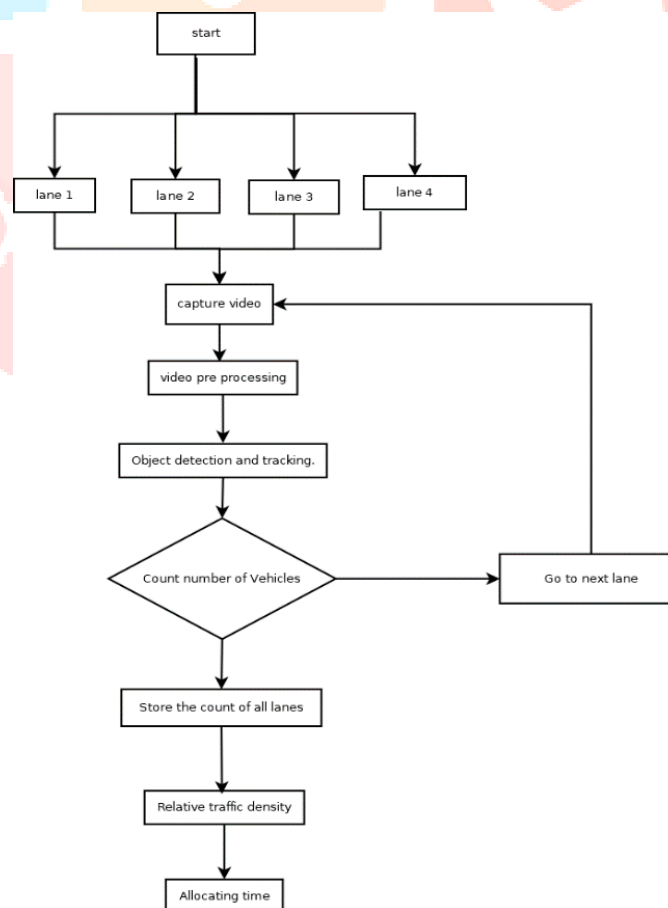 start
lane 1
lane 2
lane 3
lane 4
capture video
video pre processing
Object detection and tracking.
Count number of Vehicles
Go to next lane
Store the count of all lanes
Relative traffic density
Allocating time